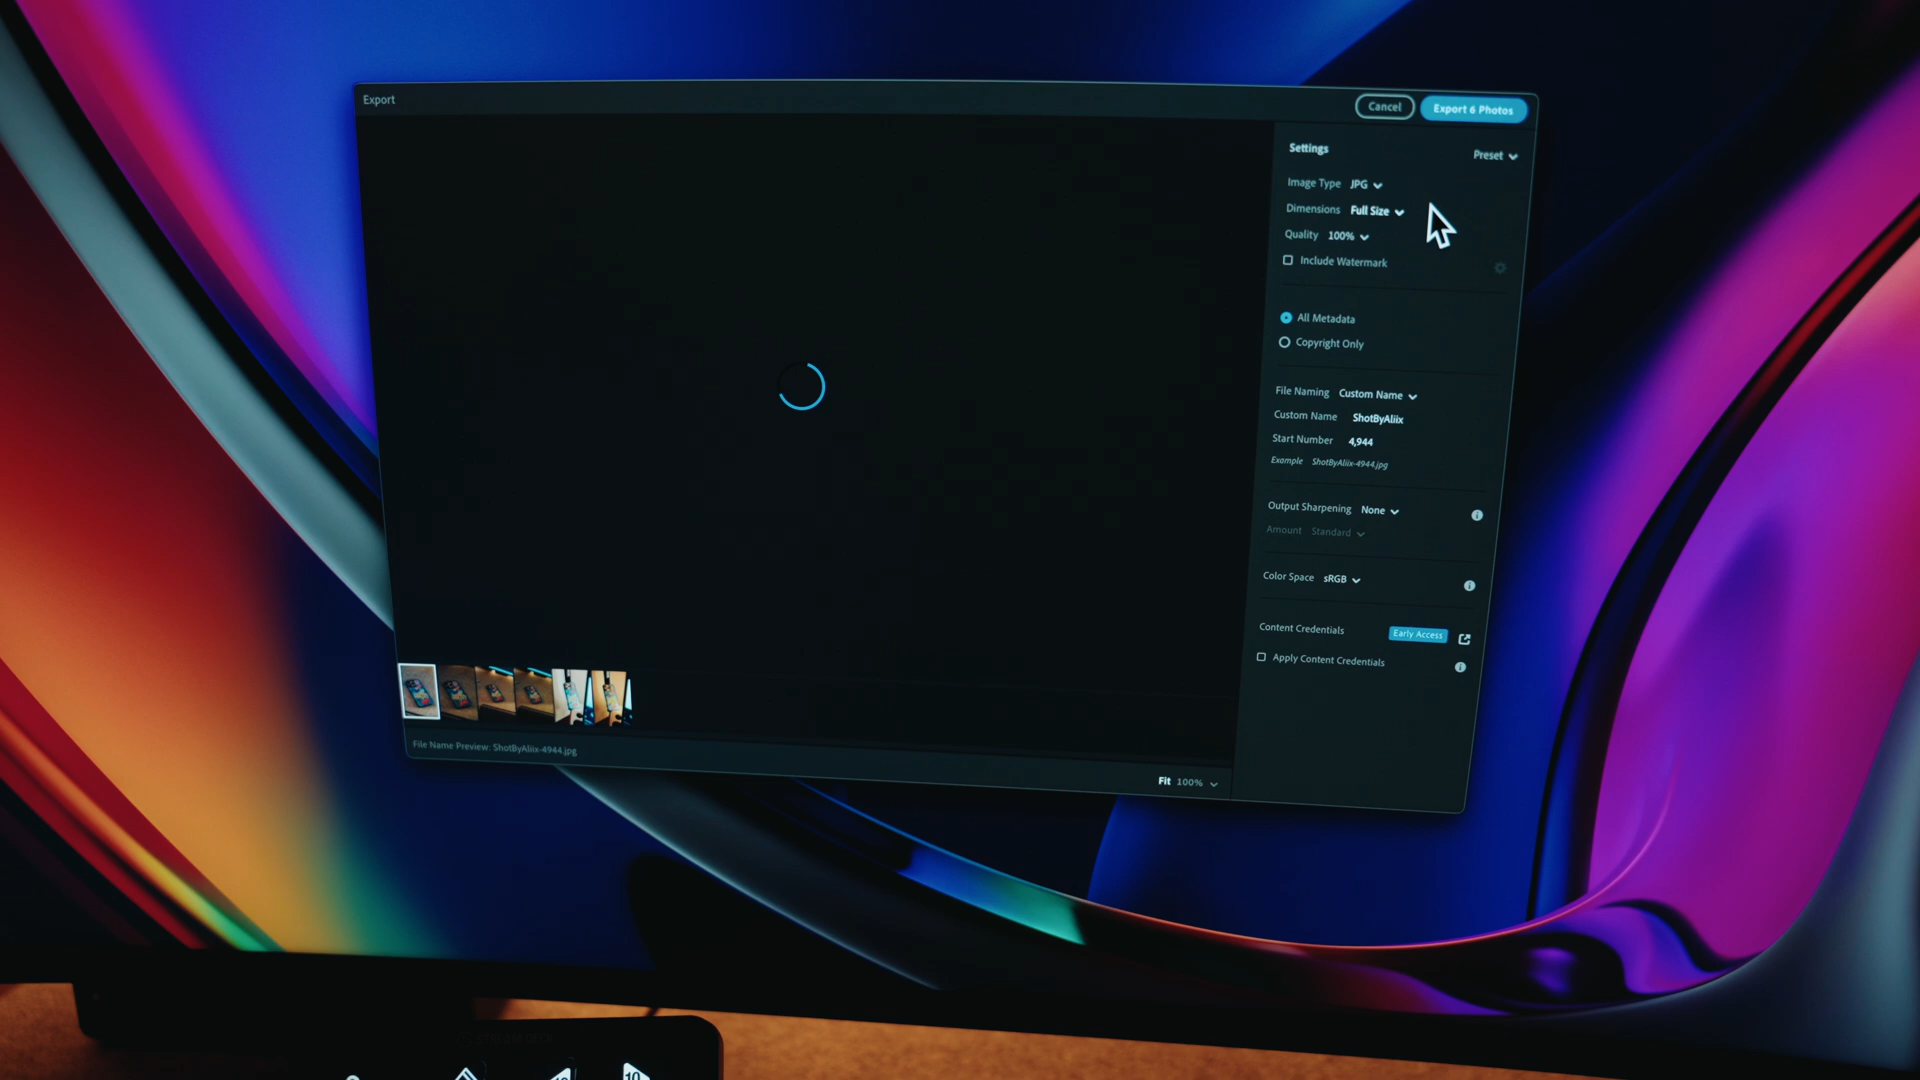 Export
Cancel
Export 6 Photos
Settings
Preset
Image Type JPG
Dimensions Full Size
Quality 100%
Include Watermark
All Metadata
Copyright Only
File Naming Custom Name
Custom Name ShotByAliix
Start Number 4,944
Example ShotByAliix-4944.jpg
Output Sharpening None
Amount Standard
Color Space sRGB
Content Credentials Early Access
Apply Content Credentials
File Name Preview: ShotByAliix-4944.jpg
Fit 100%
10